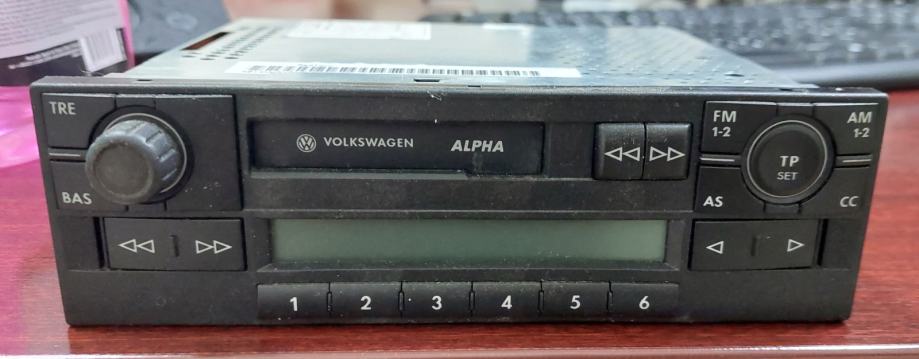 TRE
BAS
VOLKSWAGEN
ALPHA
FM
1-2
AM
1-2
TP
SET
AS
CC
1 2 3 4 5 6